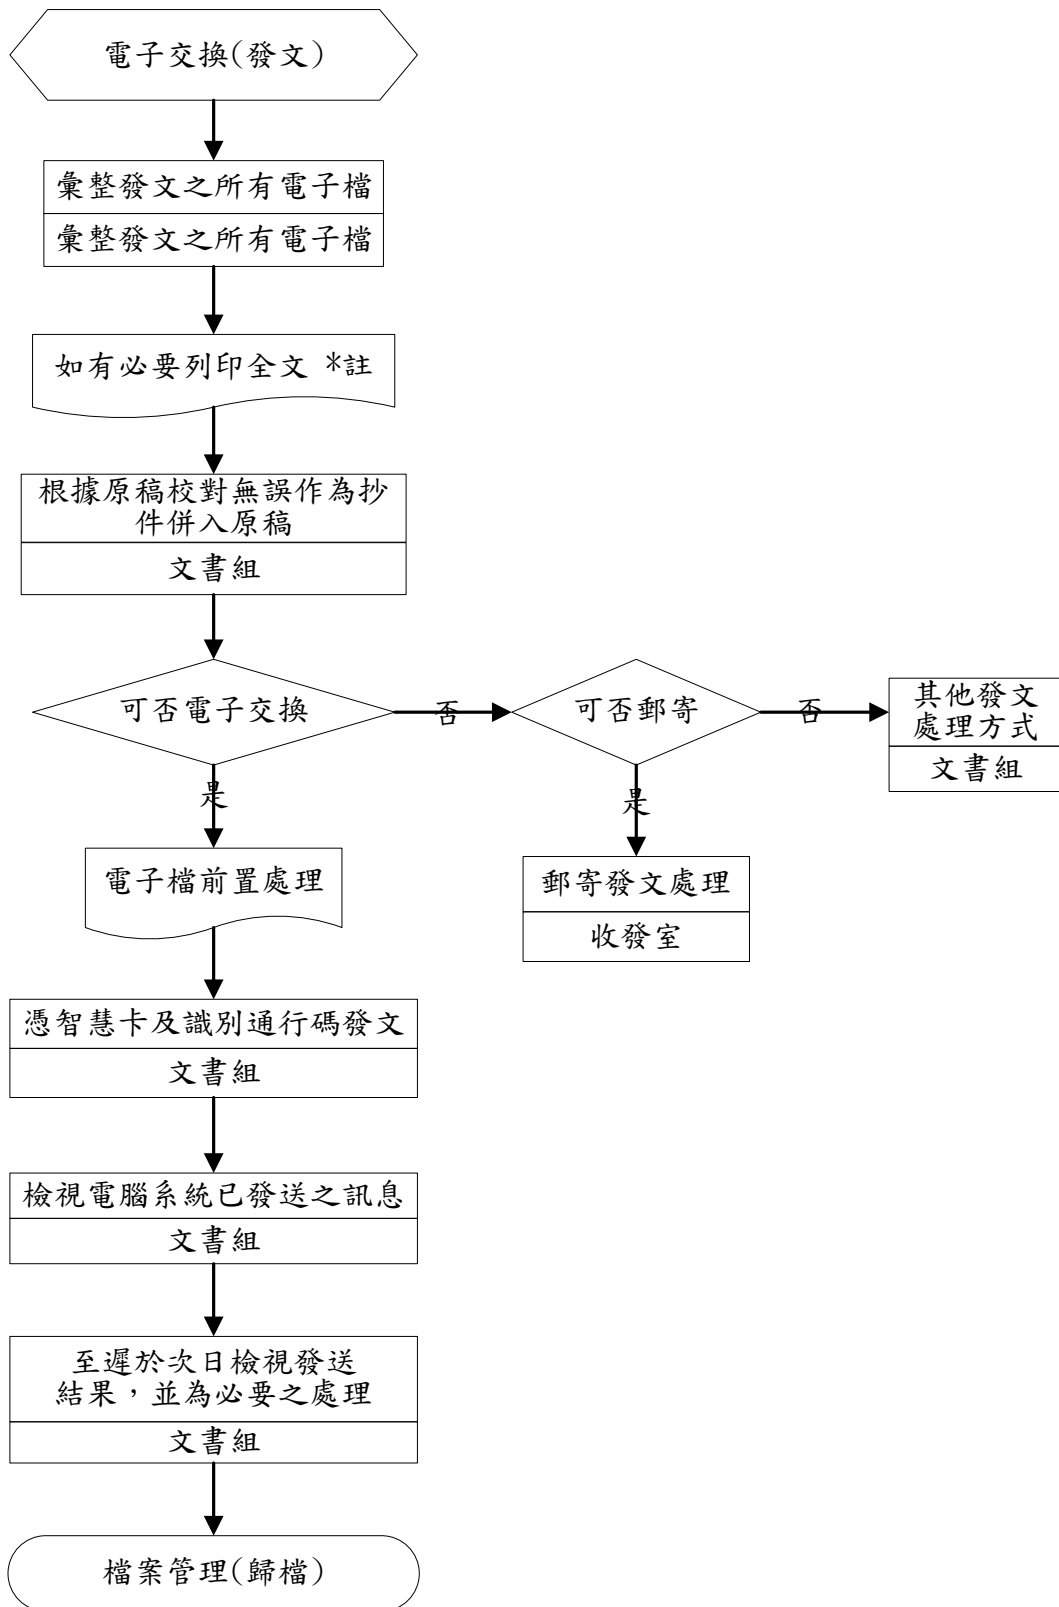 電子交換(發文)
彙整發文之所有電子檔
彙整發文之所有電子檔
如有必要列印全文 *註
根據原稿校對無誤作為抄
件併入原稿
文書組
可否電子交換
否
可否郵寄
否
其他發文
處理方式
文書組
是
是
電子檔前置處理
郵寄發文處理
收發室
憑智慧卡及識別通行碼發文
文書組
檢視電腦系統已發送之訊息
文書組
至遲於次日檢視發送
結果，並為必要之處理
文書組
檔案管理(歸檔)